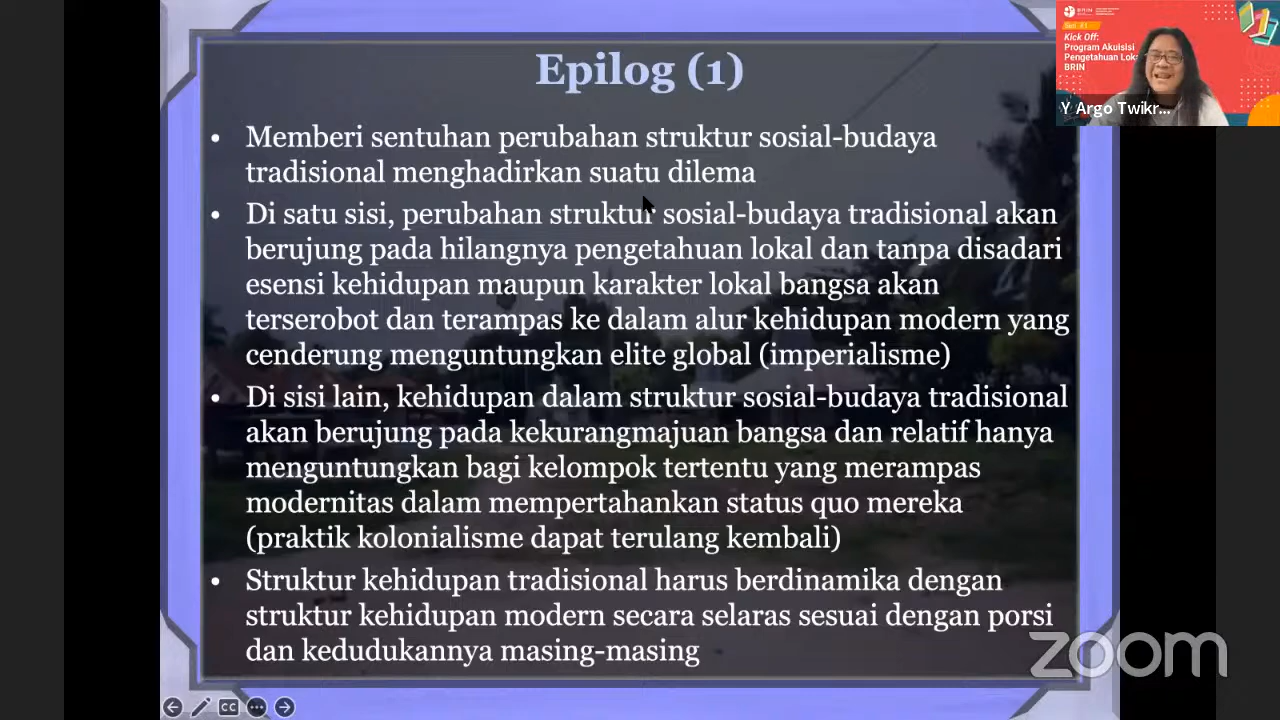 Epilog (1)
• Memberi sentuhan perubahan struktur sosial-budaya
tradisional menghadirkan suatu dilema
• Di satu sisi, perubahan struktur sosial-budaya tradisional akan
berujung pada hilangnya pengetahuan lokal dan tanpa disadari
esensi kehidupan maupun karakter lokal bangsa akan
terserobot dan terampas ke dalam alur kehidupan modern yang
cenderung menguntungkan elite global (imperialisme)
• Di sisi lain, kehidupan dalam struktur sosial-budaya tradisional
akan berujung pada kekurangmajuan bangsa dan relatif hanya
menguntungkan bagi kelompok tertentu yang merampas
modernitas dalam mempertahankan status quo mereka
(praktik kolonialisme dapat terulang kembali)
• Struktur kehidupan tradisional harus berdinamika dengan
struktur kehidupan modern secara selaras sesuai dengan porsi
dan kedudukannya masing-masing
BRIN
Kick Off:
Program Akuisisi
Pengetahuan Lok
BRIN
Y Argo Twikr...
zoom
CC